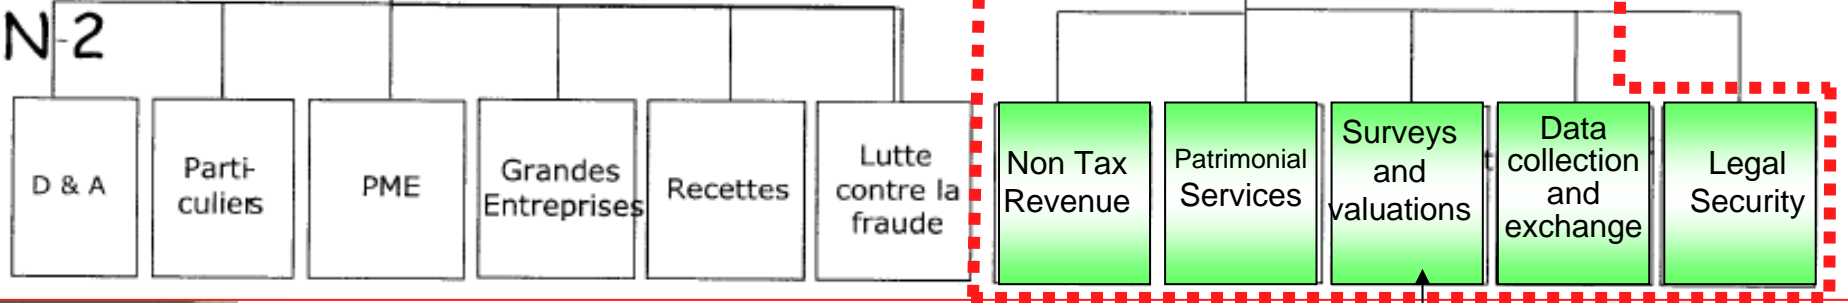 N-2
D & A
Parti-
culiers
PME
Grandes
Entreprises
Recettes
Lutte
contre la
fraude
Non Tax
Revenue
Patrimonial
Services
Surveys
and
valuations
Data
collection
and
exchange
Legal
Security